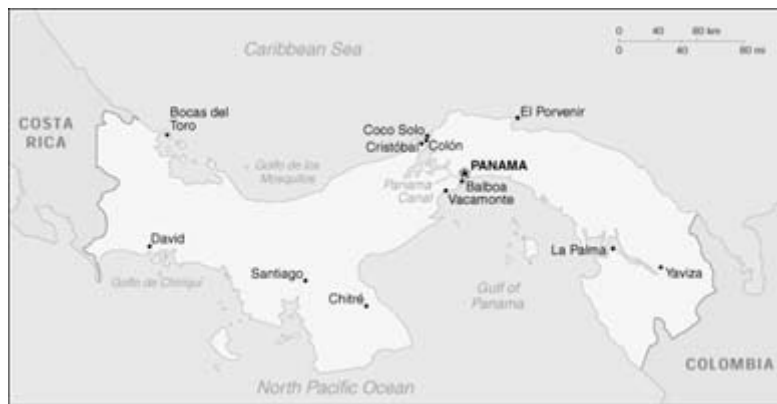 Caribbean Sea
0 40 80 km
0 40 80 mi
COSTA
RICA
Bocas del
Toro
El Porvenir
Coco Solo
Cristóbal
Colón
Golfo de los
Mosquitos
PANAMA
Panama
Canal
Balboa
Vacamonte
David
La Palma
Yaviza
Golfo de Chiriquí
Santiago
Chitré
Gulf of
Panama
COLOMBIA
North Pacific Ocean